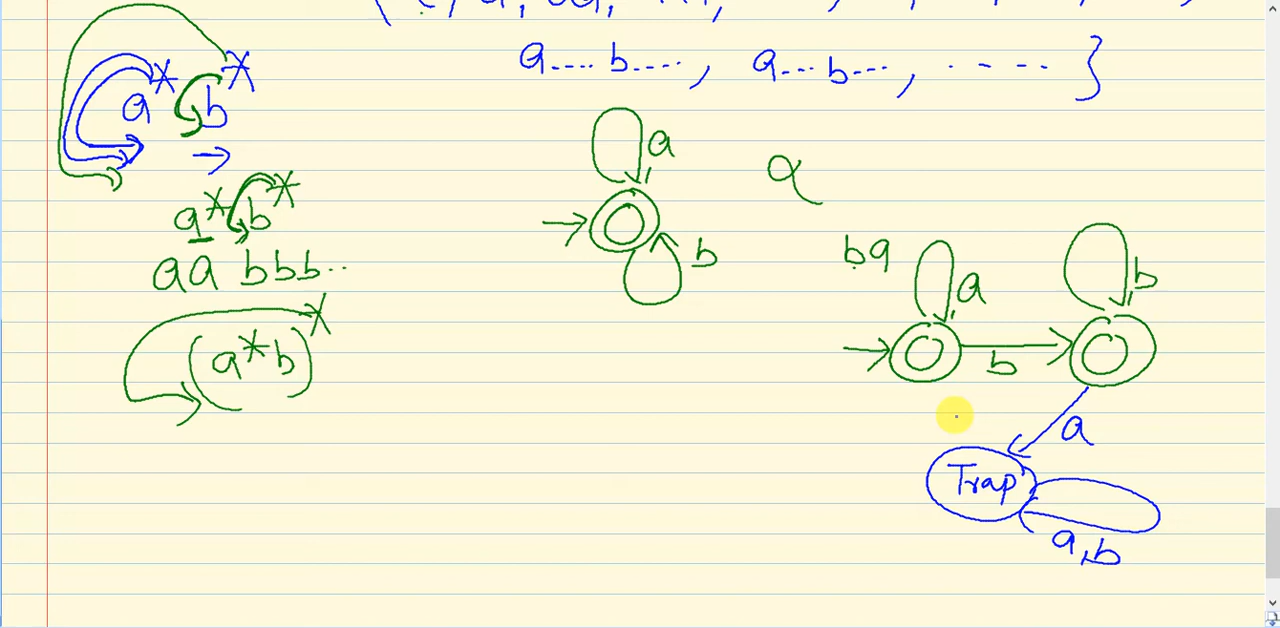 a.... b....., a...b..., .---.. }
a* b*
a
a
a* b*
b
ba
b
aa bbb..
a
b
(a*b)*
a
Trap
a,b